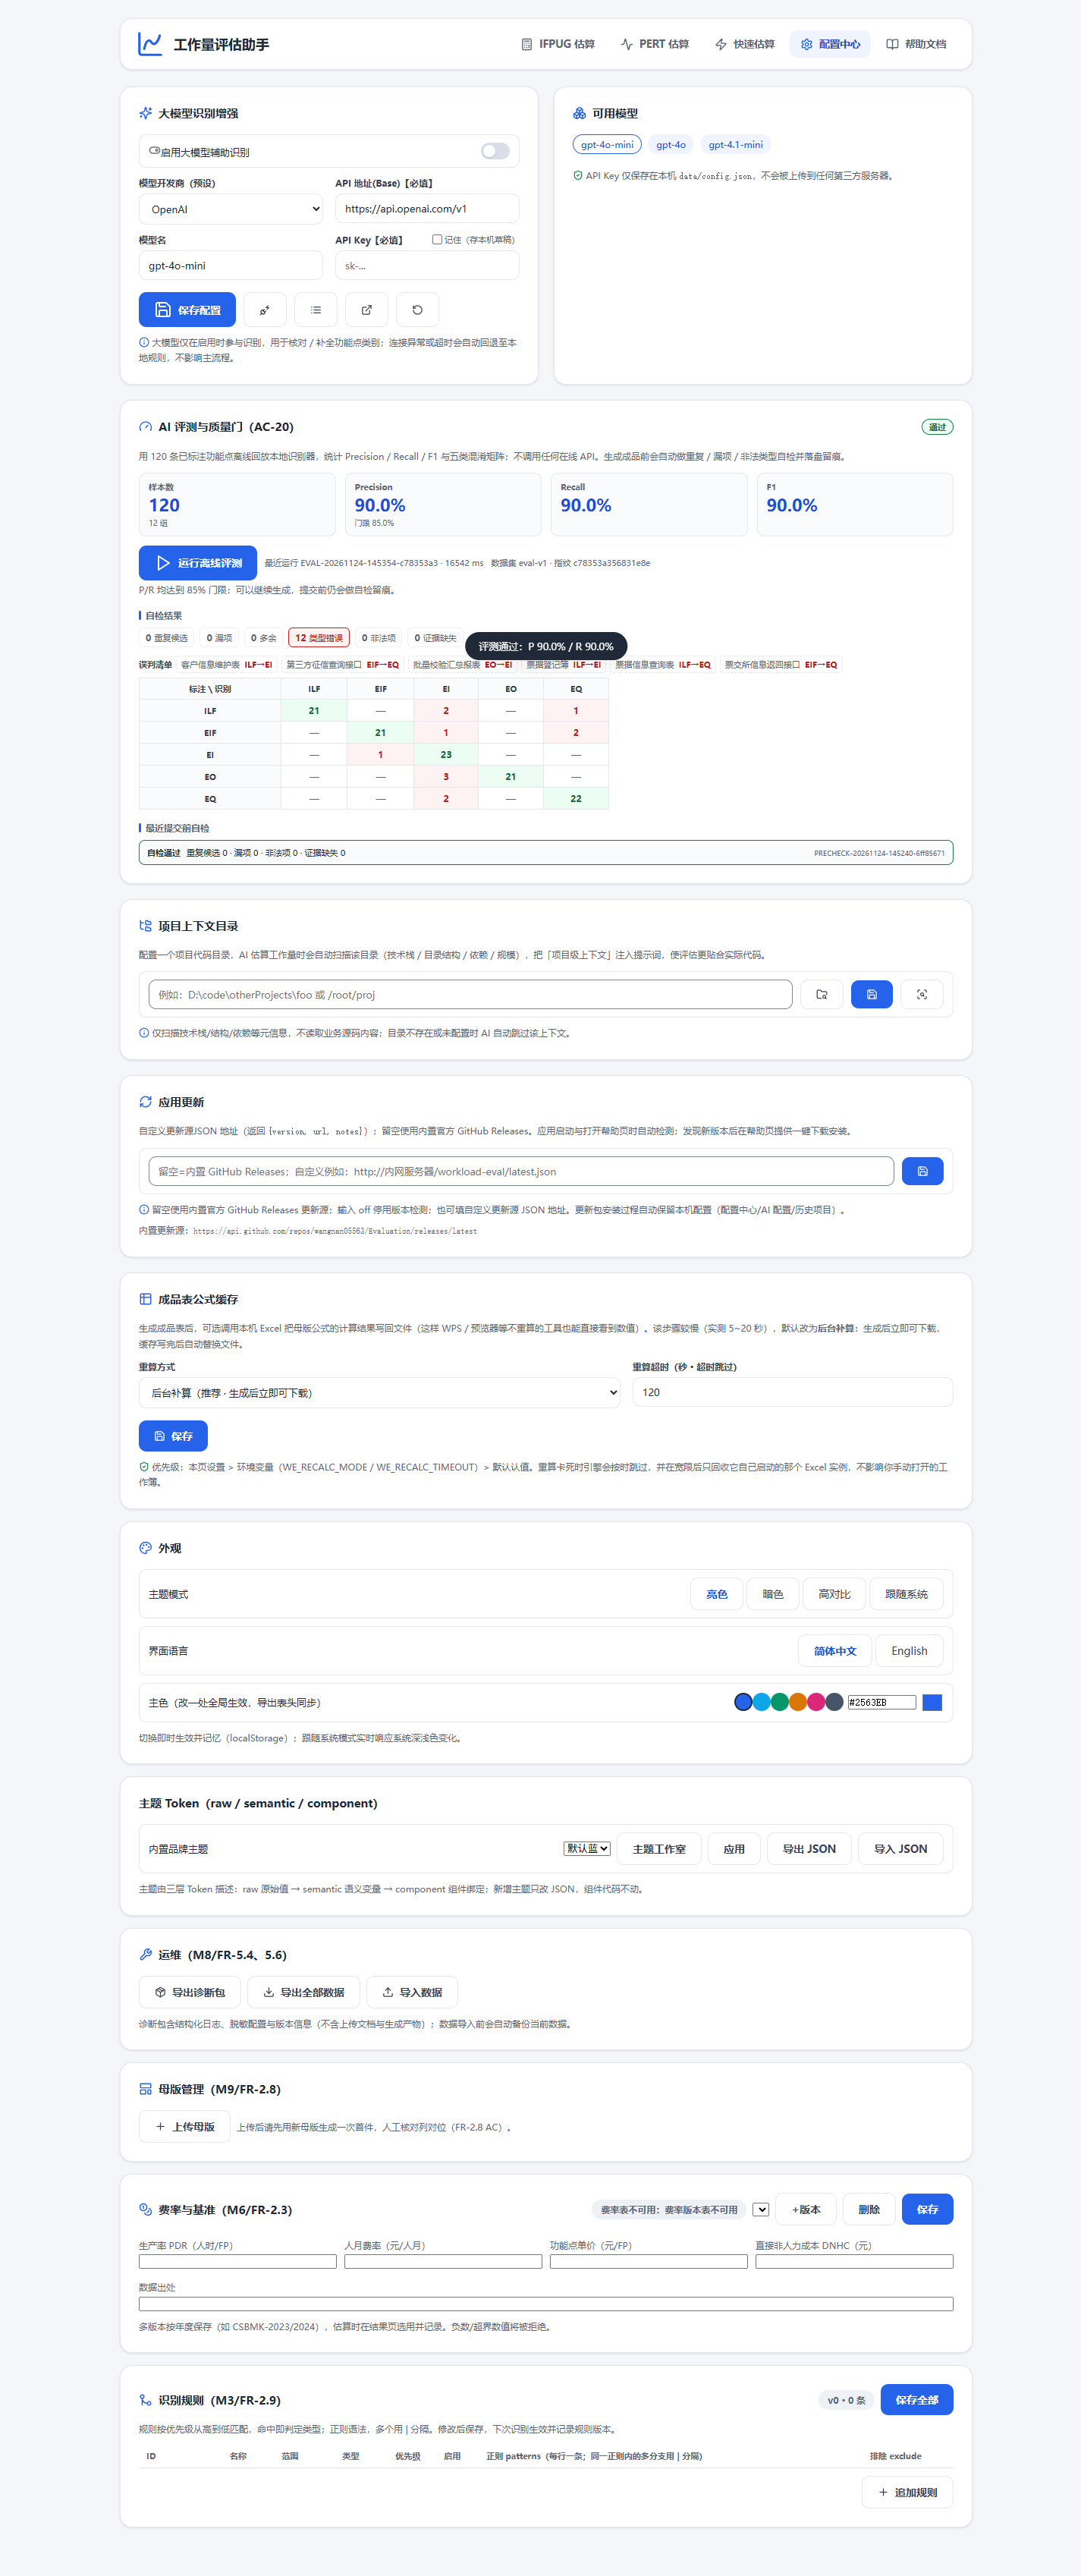 工作量评估助手
IFPUG 估算
PERT 估算
快速估算
配置中心
帮助文档
大模型识别增强
启用大模型辅助识别
模型开发商（预设）
API 地址(Base)【必填】
OpenAI
https://api.openai.com/v1
模型名
API Key【必填】
记住（存本机草稿）
gpt-4o-mini
sk-...
保存配置
大模型仅在启用时参与识别，用于核对 / 补全功能点类别；连接异常或超时会自动回退至本
地规则，不影响主流程。
可用模型
gpt-4o-mini
gpt-4o
gpt-4.1-mini
API Key 仅保存在本机 data/config.json，不会被上传到任何第三方服务器。
AI 评测与质量门（AC-20）
通过
用 120 条已标注功能点离线回放本地识别器，统计 Precision / Recall / F1 与五类混淆矩阵；不调用任何在线 API。生成成品前会自动做重复 / 漏项 / 非法类型自检并落盘留痕。
样本数
120
12 组
Precision
90.0%
门限 85.0%
Recall
90.0%
F1
90.0%
运行离线评测
最近运行 EVAL-20261124-145354-c78353a3 · 16542 ms
数据集 eval-v1 · 指纹 c78353a356831e8e
P/R 均达到 85% 门限；可以继续生成，提交前仍会做自检留痕。
自检结果
0 重复候选
0 漏项
0 多余
12 类型错误
0 非法项
0 证据缺失
评测通过：P 90.0% / R 90.0%
误判清单
客户信息维护表 ILF→EI
第三方征信查询接口 EIF→EQ
批量校验汇总报表 EO→EI
票据登记簿 ILF→EI
票据信息查询表 ILF→EQ
票交所信息返回接口 EIF→EQ
标注 \ 识别 ILF EIF EI EO EQ
ILF 21 — 2 — 1
EIF — 21 1 — 2
EI — 1 23 — —
EO — — 3 21 —
EQ — — 2 — 22
最近提交前自检
自检通过 重复候选 0 · 漏项 0 · 非法项 0 · 证据缺失 0
PRECHECK-20261124-145240-6ff85671
项目上下文目录
配置一个项目代码目录，AI 估算工作量时会自动扫描该目录（技术栈 / 目录结构 / 依赖 / 规模），把「项目级上下文」注入提示词，使评估更贴合实际代码。
例如：D:\code\otherProjects\foo 或 /root/proj
仅扫描技术栈/结构/依赖等元信息，不读取业务源码内容；目录不存在或未配置时 AI 自动跳过该上下文。
应用更新
自定义更新源JSON 地址（返回 {version, url, notes}）；留空使用内置官方 GitHub Releases。应用启动与打开帮助页时自动检测；发现新版本后在帮助页提供一键下载安装。
留空=内置 GitHub Releases；自定义例如：http://内网服务器/workload-eval/latest.json
留空使用内置官方 GitHub Releases 更新源；输入 off 停用版本检测；也可填自定义更新源 JSON 地址。更新包安装过程自动保留本机配置（配置中心/AI 配置/历史项目）。
内置更新源：https://api.github.com/repos/wangnan05563/Evaluation/releases/latest
成品表公式缓存
生成成品表后，可选调用本机 Excel 把母版公式的计算结果写回文件（这样 WPS / 预览器等不重算的工具也能直接看到数值）。该步骤较慢（实测 5~20 秒），默认改为后台补算：生成后立即可下载，
缓存写完后自动替换文件。
重算方式
重算超时（秒 · 超时跳过）
后台补算（推荐 · 生成后立即可下载）
120
保存
优先级：本页设置 > 环境变量（WE_RECALC_MODE / WE_RECALC_TIMEOUT）> 默认认值。重算卡死时引擎会按时跳过，并在宽限后只回收它自己启动的那个 Excel 实例，不影响你手动打开的工
作簿。
外观
主题模式
亮色
暗色
高对比
跟随系统
界面语言
简体中文
English
主色（改一处全局生效，导出表头同步）
#2563EB
切换即时生效并记忆（localStorage）；跟随系统模式实时响应系统深浅色变化。
主题 Token（raw / semantic / component）
内置品牌主题
默认蓝
主题工作室
应用
导出 JSON
导入 JSON
主题由三层 Token 描述：raw 原始值 → semantic 语义变量 → component 组件绑定；新增主题只改 JSON，组件代码不动。
运维（M8/FR-5.4、5.6）
导出诊断包
导出全部数据
导入数据
诊断包含结构化日志、脱敏配置与版本信息（不含上传文档与生成产物）；数据导入前会自动备份当前数据。
母版管理（M9/FR-2.8）
上传母版
上传后请先用新母版生成一次首件，人工核对列对位（FR-2.8 AC）。
费率与基准（M6/FR-2.3）
费率表不可用：费率版本表不可用
+版本
删除
保存
生产率 PDR（人时/FP）
人月费率（元/人月）
功能点单价（元/FP）
直接非人力成本 DNHC（元）
数据出处
多版本按年度保存（如 CSBMK-2023/2024），估算时在结果页选用并记录。负数/超界数值将被拒绝。
识别规则（M3/FR-2.9）
v0 · 0 条
保存全部
规则按优先级从高到低匹配，命中即判定类型；正则语法，多个用 | 分隔。修改后保存，下次识别生效并记录规则版本。
ID 名称 范围 类型 优先级 启用 正则 patterns（每行一条；同一正则内的多分支用 | 分隔） 排除 exclude
追加规则